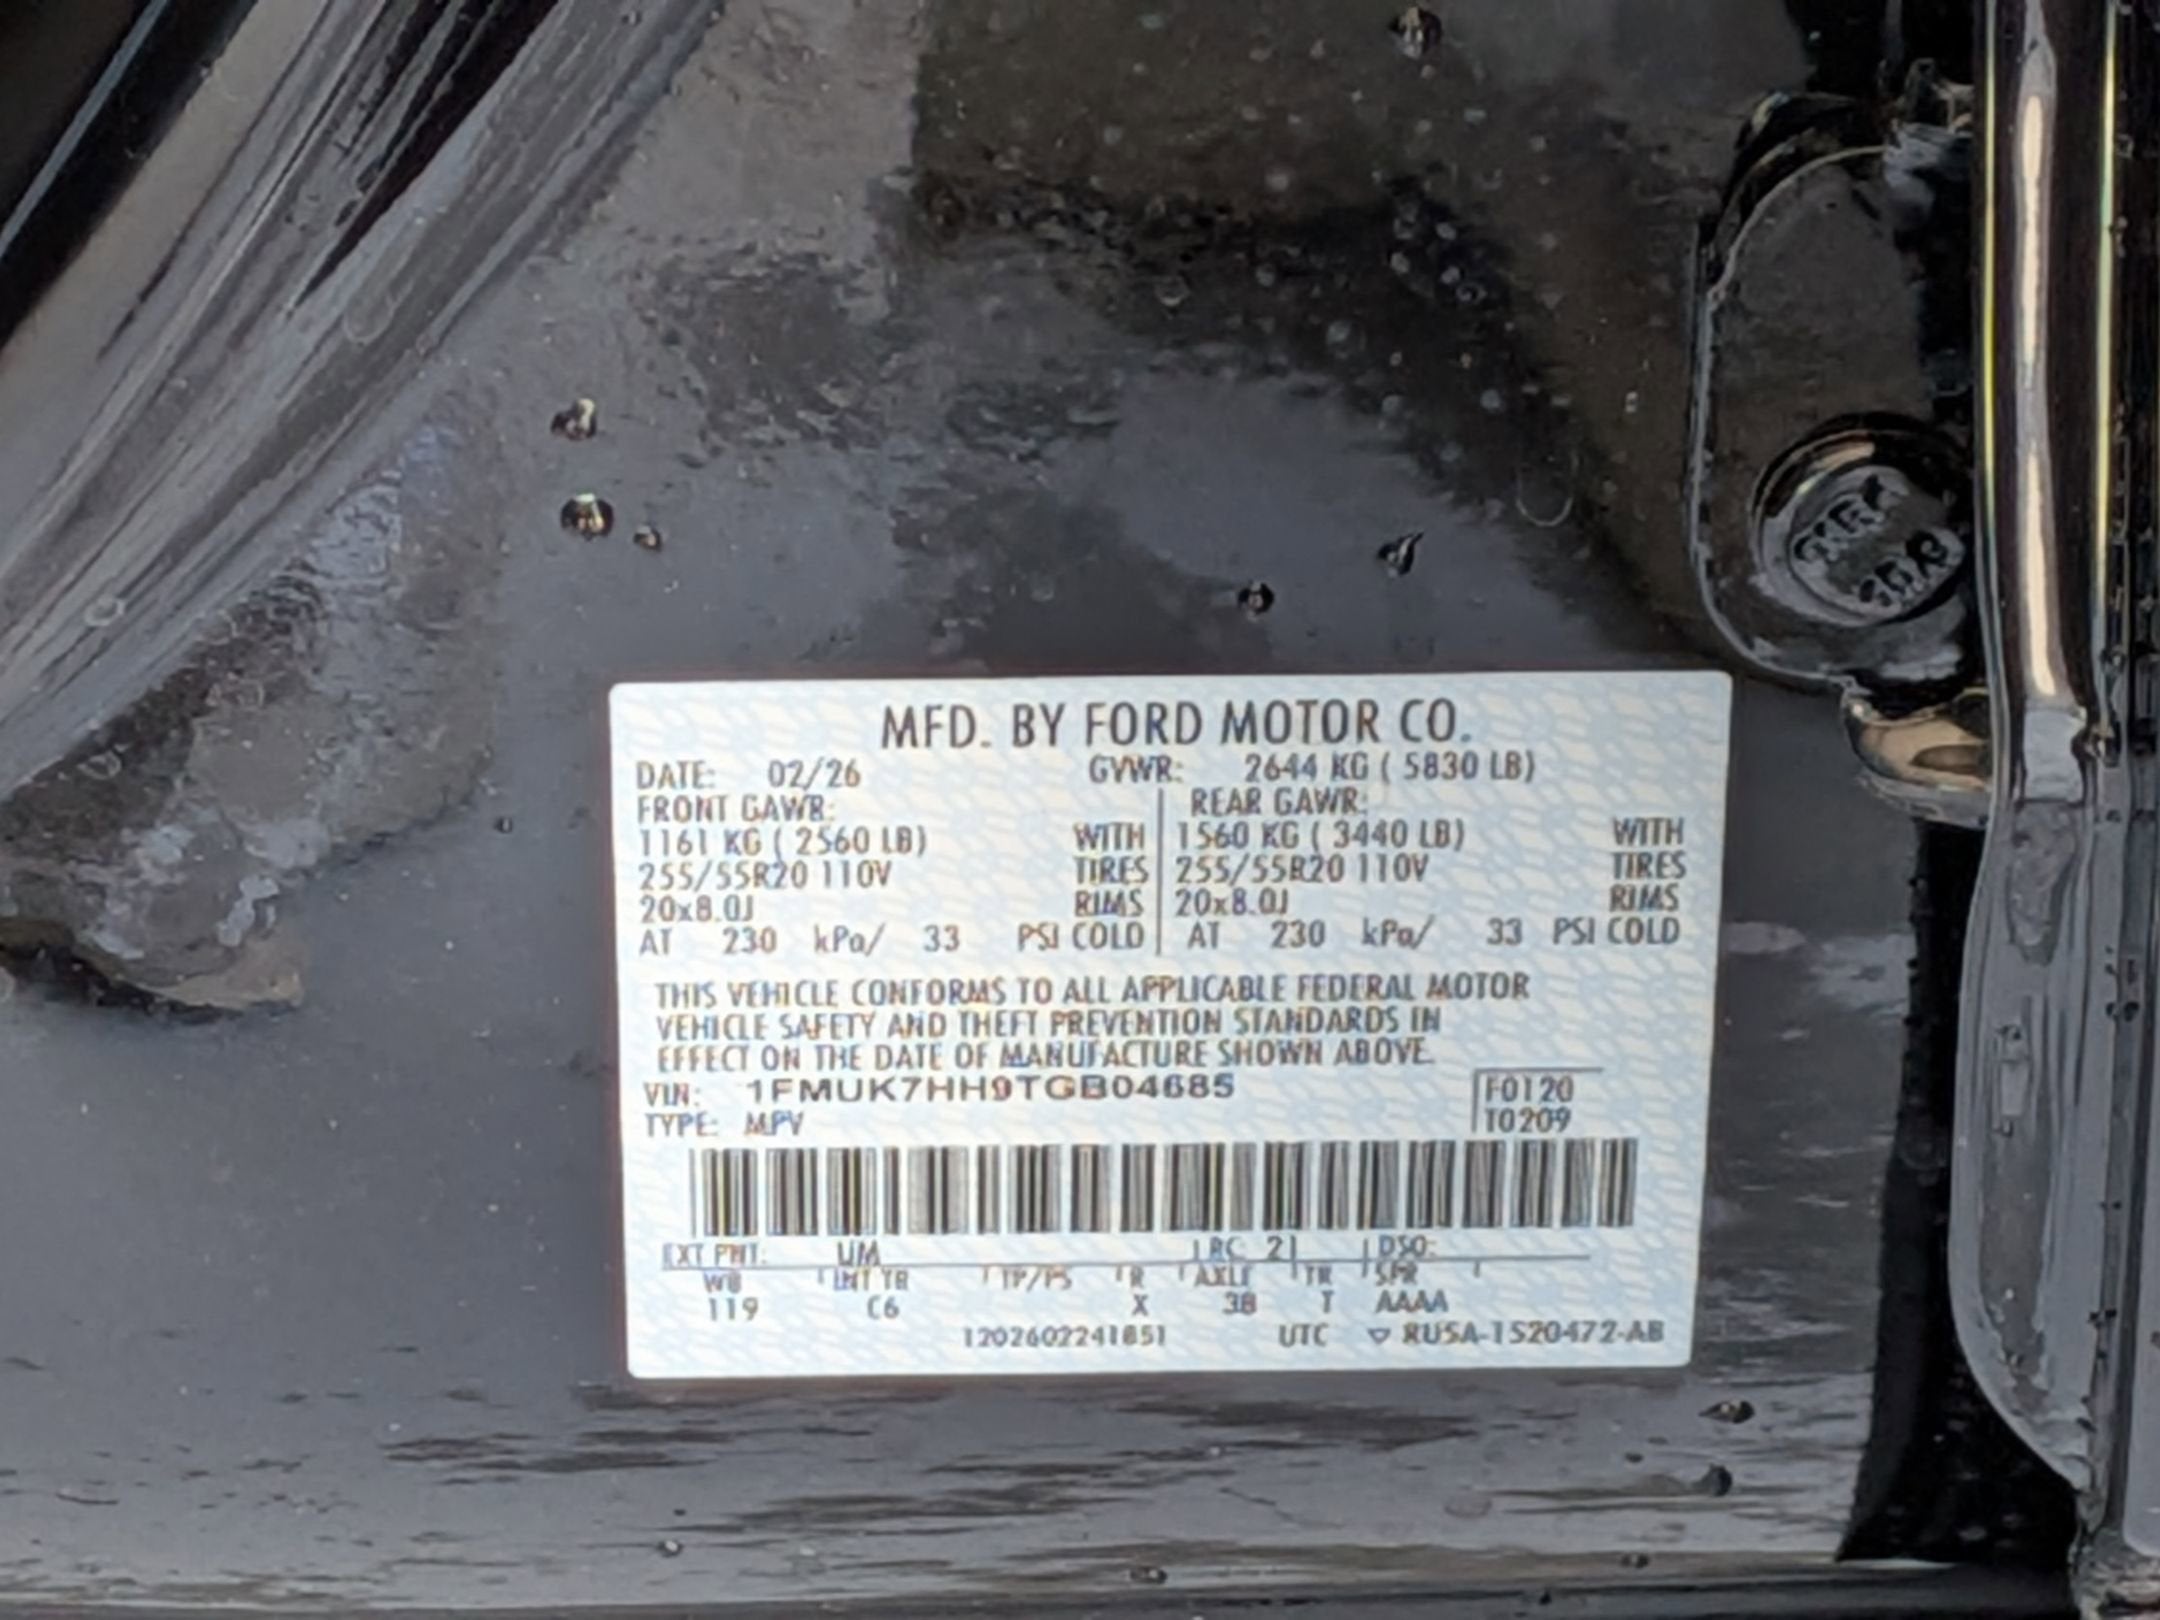 MFD. BY FORD MOTOR CO.
DATE: 02/26 GVWR: 2644 KG ( 5830 LB)
FRONT GAWR: REAR GAWR:
1161 KG ( 2560 LB) WITH 1560 KG ( 3440 LB) WITH
255/55R20 110V TIRES 255/55R20 110V TIRES
20x8.0J RIMS 20x8.0J RIMS
AT 230 kPa/ 33 PSI COLD AT 230 kPa/ 33 PSI COLD
THIS VEHICLE CONFORMS TO ALL APPLICABLE FEDERAL MOTOR
VEHICLE SAFETY AND THEFT PREVENTION STANDARDS IN
EFFECT ON THE DATE OF MANUFACTURE SHOWN ABOVE.
VIN: 1FMUK7HH9TGB04685 F0120
TYPE: MPV T0209
EXT PNT: UM RC 21 DSO:
WB INT TR TP/PS R AXLE TR SPR
119 C6 X 3B T AAAA
1202602241851 UTC RU5A-1520472-AB